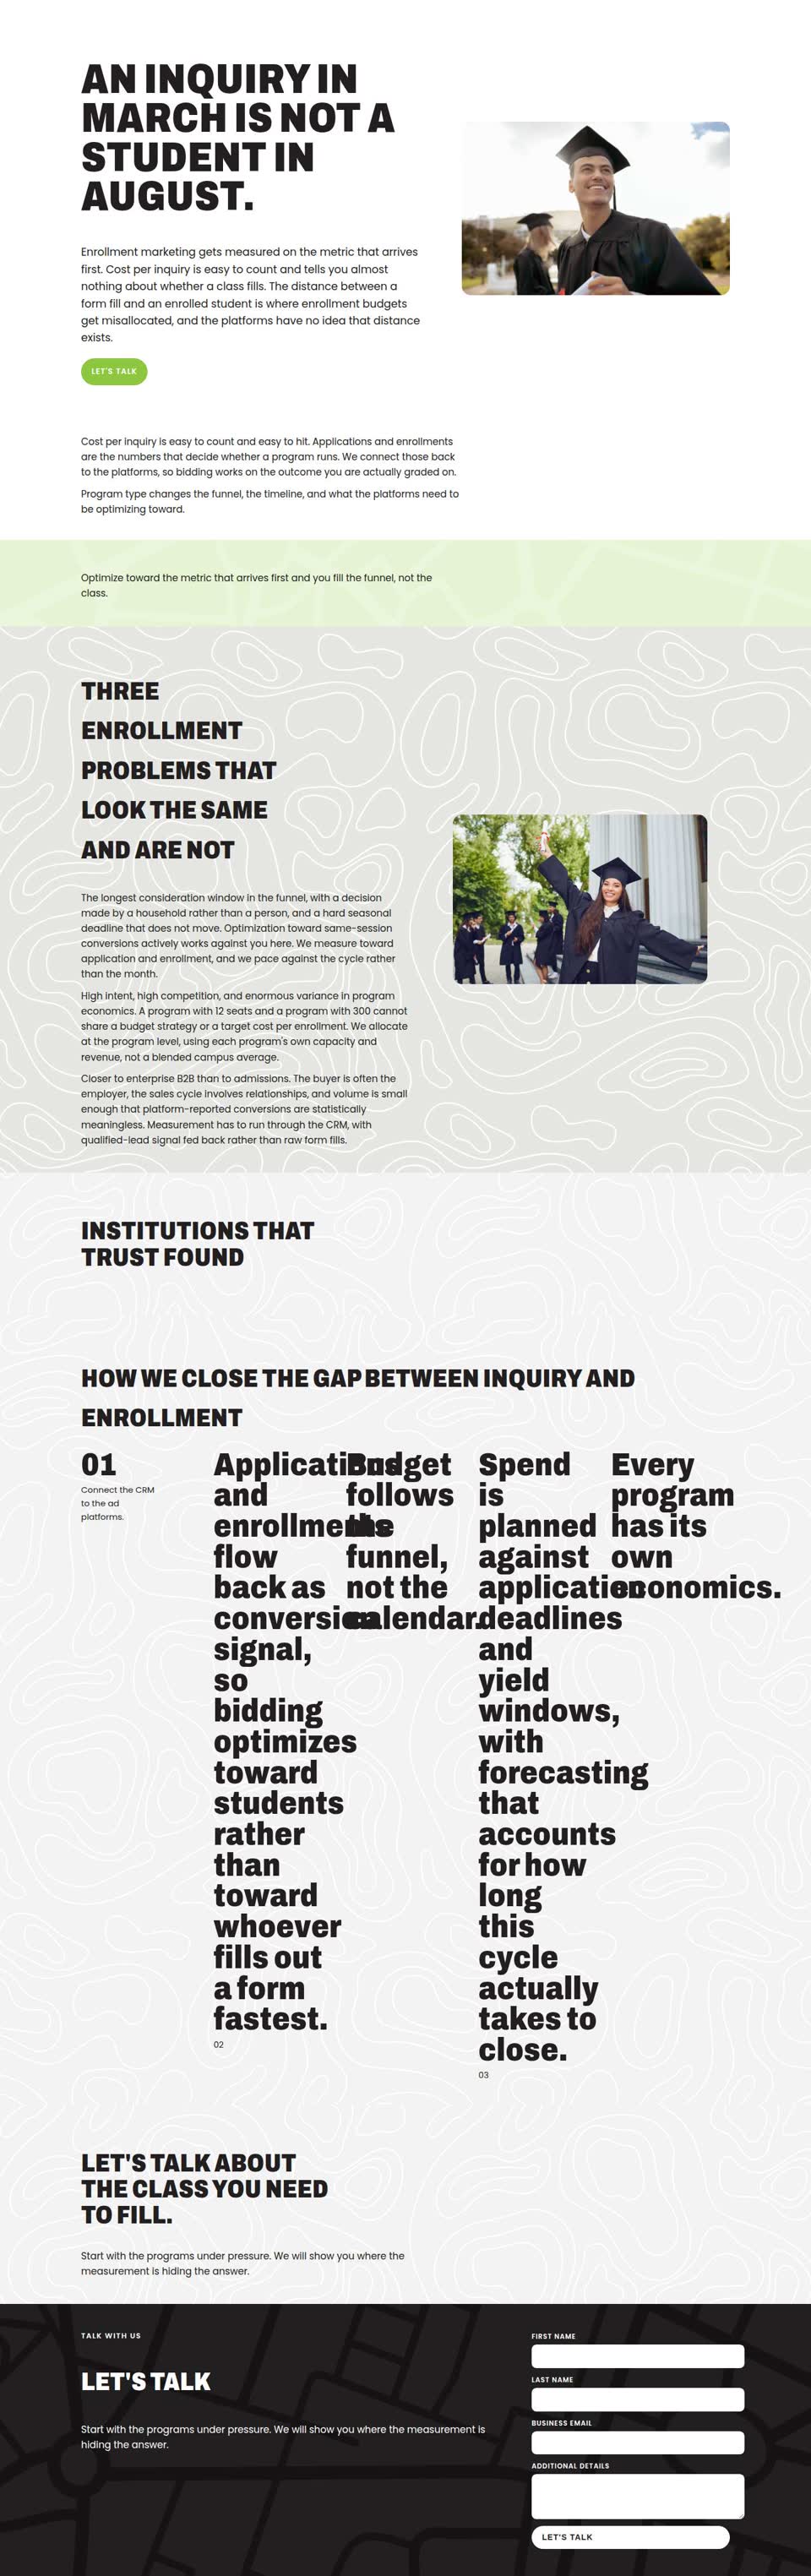 AN INQUIRY IN
MARCH IS NOT A
STUDENT IN
AUGUST.
Enrollment marketing gets measured on the metric that arrives
first. Cost per inquiry is easy to count and tells you almost
nothing about whether a class fills. The distance between a
form fill and an enrolled student is where enrollment budgets
get misallocated, and the platforms have no idea that distance
exists.
LET'S TALK
Cost per inquiry is easy to count and easy to hit. Applications and enrollments
are the numbers that decide whether a program runs. We connect those back
to the platforms, so bidding works on the outcome you are actually graded on.
Program type changes the funnel, the timeline, and what the platforms need to
be optimizing toward.
Optimize toward the metric that arrives first and you fill the funnel, not the
class.
THREE
ENROLLMENT
PROBLEMS THAT
LOOK THE SAME
AND ARE NOT
The longest consideration window in the funnel, with a decision
made by a household rather than a person, and a hard seasonal
deadline that does not move. Optimization toward same-session
conversions actively works against you here. We measure toward
application and enrollment, and we pace against the cycle rather
than the month.
High intent, high competition, and enormous variance in program
economics. A program with 12 seats and a program with 300 cannot
share a budget strategy or a target cost per enrollment. We allocate
at the program level, using each program's own capacity and
revenue, not a blended campus average.
Closer to enterprise B2B than to admissions. The buyer is often the
employer, the sales cycle involves relationships, and volume is small
enough that platform-reported conversions are statistically
meaningless. Measurement has to run through the CRM, with
qualified-lead signal fed back rather than raw form fills.
INSTITUTIONS THAT
TRUST FOUND
HOW WE CLOSE THE GAP BETWEEN INQUIRY AND
ENROLLMENT
01
Connect the CRM
to the ad
platforms.
Applications
and
enrollments
flow
back as
conversion
signal,
so
bidding
optimizes
toward
students
rather
than
toward
whoever
fills out
a form
fastest.
02
Budget
follows
the
funnel,
not the
calendar.
Spend
is
planned
against
application
deadlines
and
yield
windows,
with
forecasting
that
accounts
for how
long
this
cycle
actually
takes to
close.
03
Every
program
has its
own
economics.
LET'S TALK ABOUT
THE CLASS YOU NEED
TO FILL.
Start with the programs under pressure. We will show you where the
measurement is hiding the answer.
TALK WITH US
LET'S TALK
Start with the programs under pressure. We will show you where the measurement is
hiding the answer.
FIRST NAME
LAST NAME
BUSINESS EMAIL
ADDITIONAL DETAILS
LET'S TALK